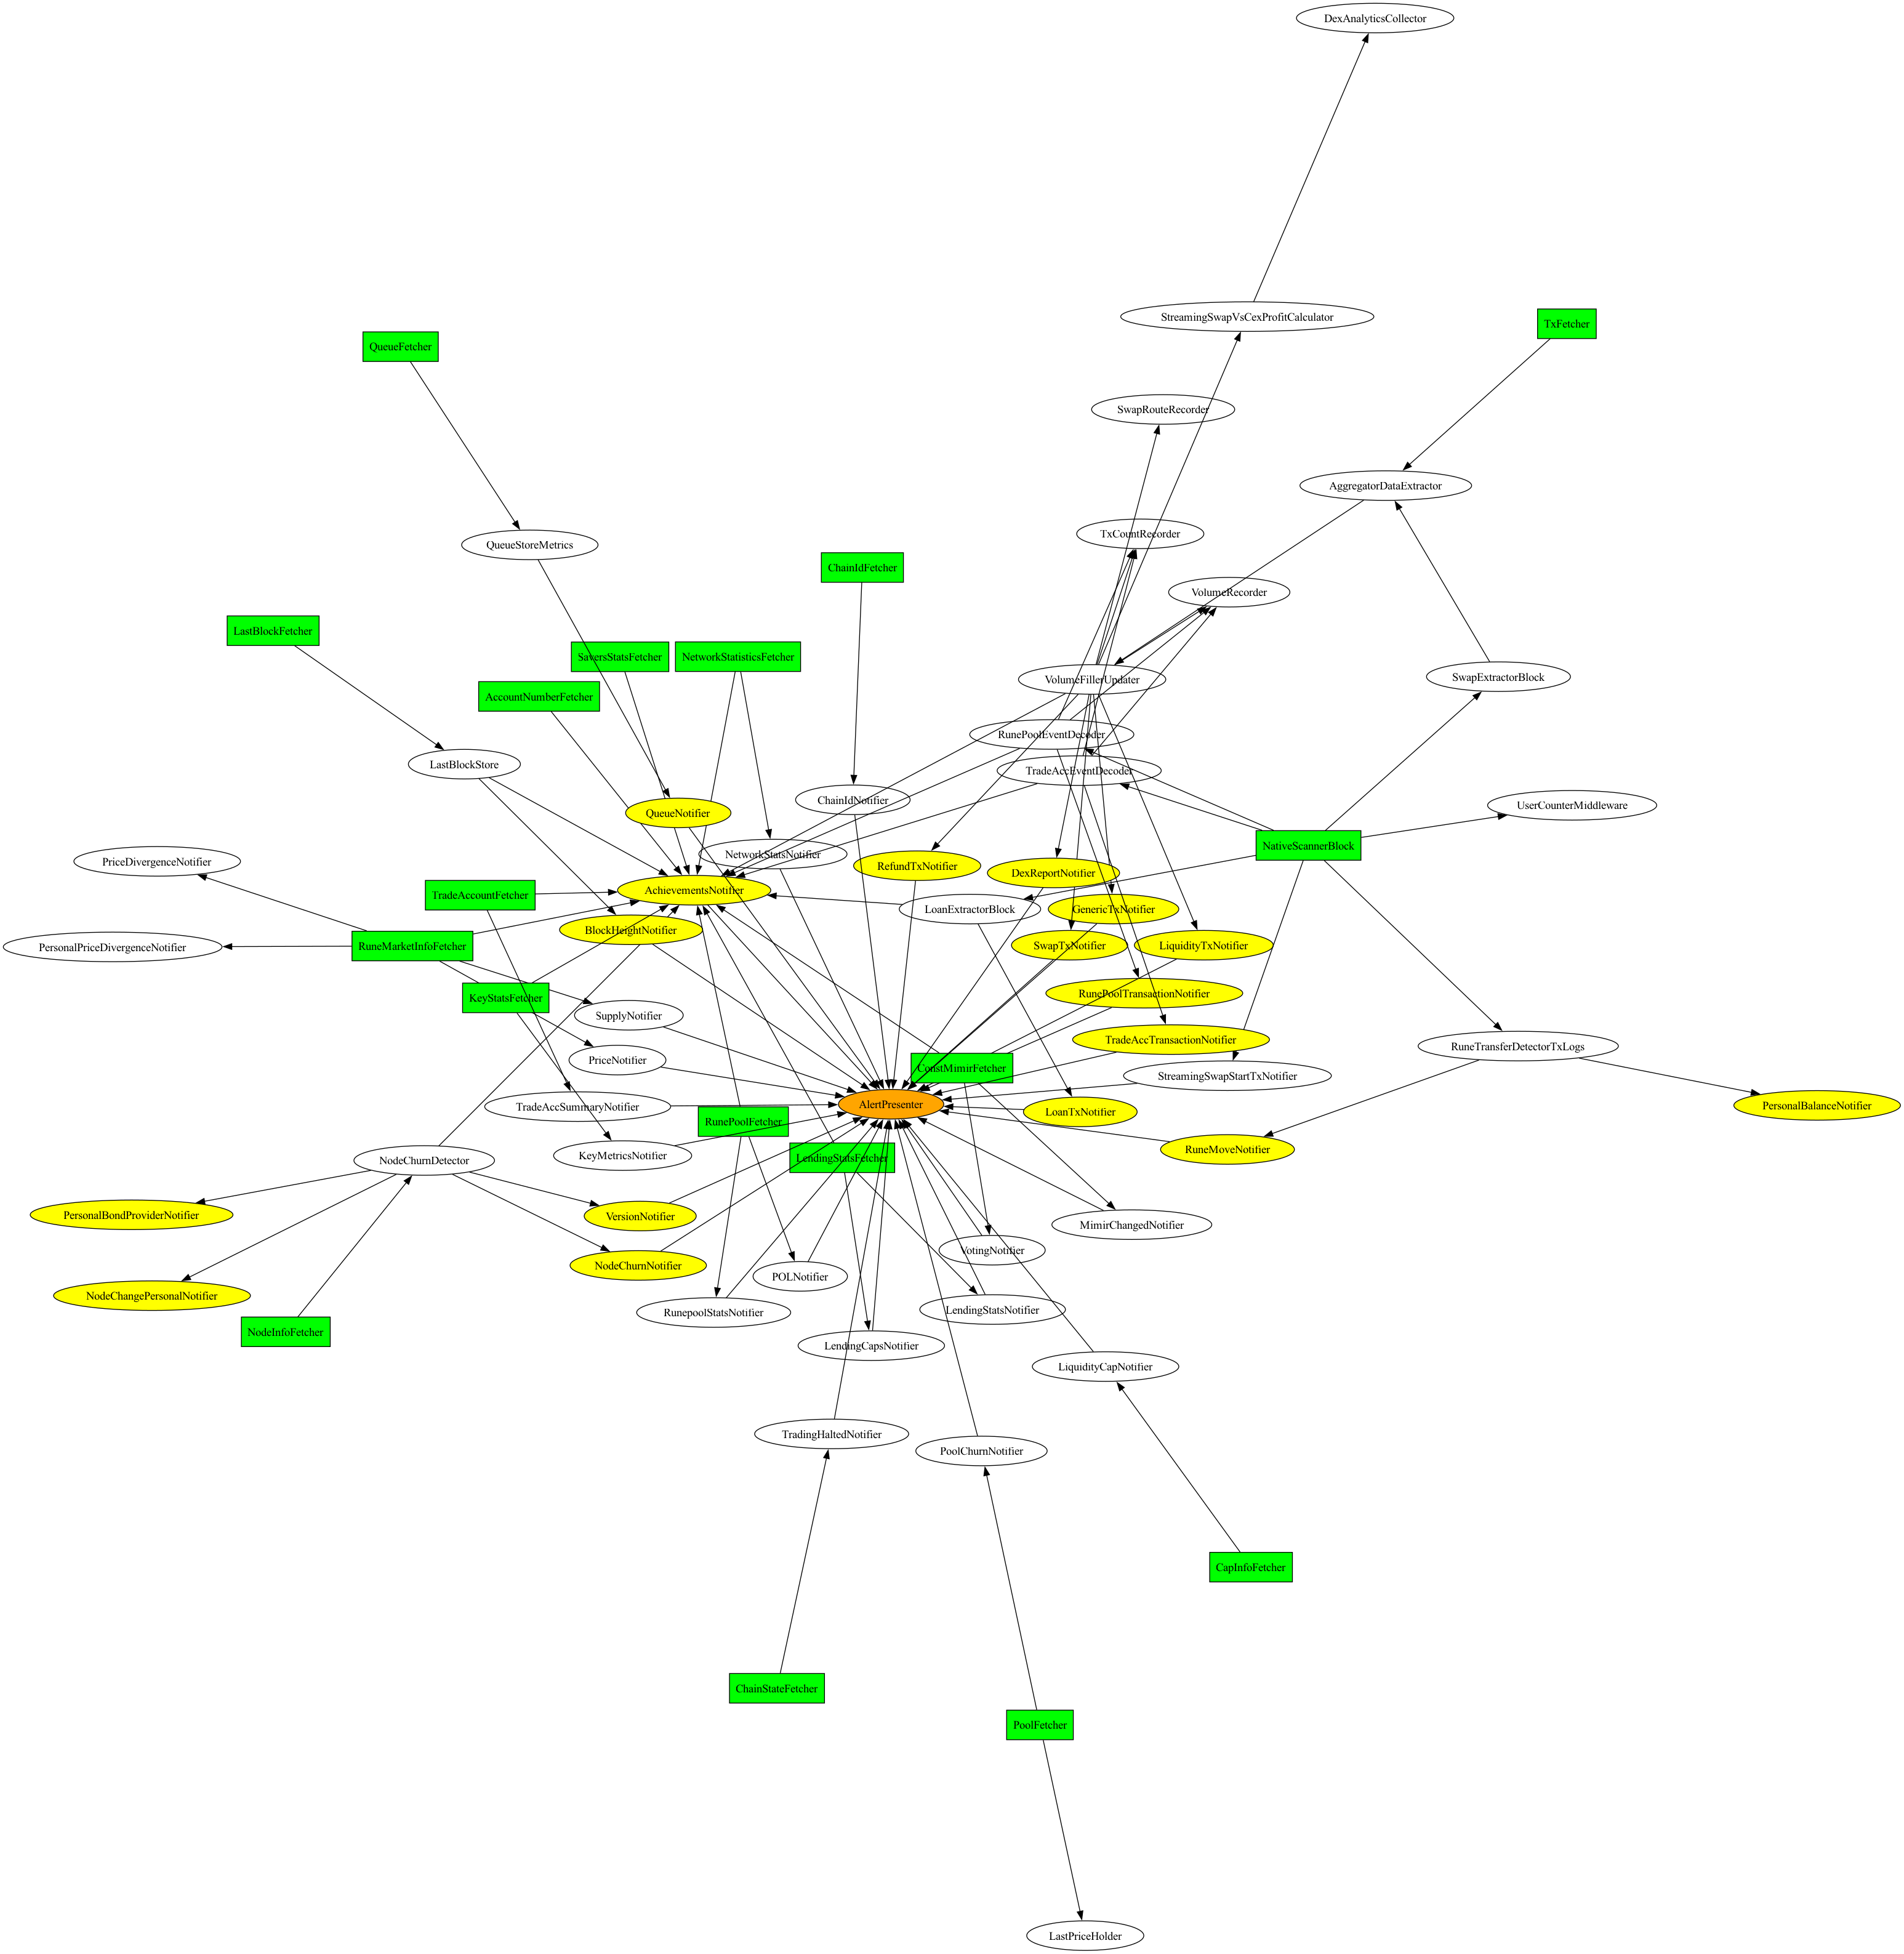 DexAnalyticsCollector
StreamingSwapVsCexProfitCalculator
TxFetcher
QueueFetcher
SwapRouteRecorder
AggregatorDataExtractor
TxCountRecorder
QueueStoreMetrics
ChainIdFetcher
VolumeRecorder
LastBlockFetcher
SaversStatsFetcher
NetworkStatisticsFetcher
VolumeFillerUpdater
SwapExtractorBlock
AccountNumberFetcher
RunePoolEventDecoder
LastBlockStore
TradeAccEventDecoder
ChainIdNotifier
UserCounterMiddleware
QueueNotifier
NativeScannerBlock
NetworkStatsNotifier
PriceDivergenceNotifier
RefundTxNotifier
DexReportNotifier
AchievementsNotifier
TradeAccountFetcher
LoanExtractorBlock
GenericTxNotifier
BlockHeightNotifier
PersonalPriceDivergenceNotifier
RuneMarketInfoFetcher
SwapTxNotifier
LiquidityTxNotifier
RunePoolTransactionNotifier
KeyStatsFetcher
SupplyNotifier
TradeAccTransactionNotifier
RuneTransferDetectorTxLogs
PriceNotifier
ConstMimirFetcher
StreamingSwapStartTxNotifier
AlertPresenter
TradeAccSummaryNotifier
LoanTxNotifier
PersonalBalanceNotifier
RunePoolFetcher
RuneMoveNotifier
KeyMetricsNotifier
LendingStatsFetcher
NodeChurnDetector
PersonalBondProviderNotifier
VersionNotifier
MimirChangedNotifier
VotingNotifier
NodeChurnNotifier
POLNotifier
NodeChangePersonalNotifier
RunepoolStatsNotifier
LendingStatsNotifier
NodeInfoFetcher
LendingCapsNotifier
LiquidityCapNotifier
TradingHaltedNotifier
PoolChurnNotifier
CapInfoFetcher
ChainStateFetcher
PoolFetcher
LastPriceHolder